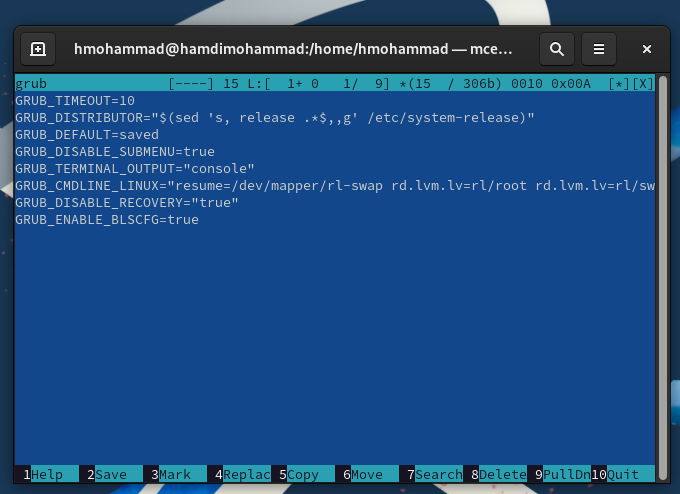 hmohammad@hamdimohammad:/home/hmohammad — mce...
grub [----] 15 L:[ 1+ 0 1/ 9] *(15 / 306b) 0010 0x00A [*][X]
GRUB_TIMEOUT=10
GRUB_DISTRIBUTOR="$(sed 's, release .*$,,g' /etc/system-release)"
GRUB_DEFAULT=saved
GRUB_DISABLE_SUBMENU=true
GRUB_TERMINAL_OUTPUT="console"
GRUB_CMDLINE_LINUX="resume=/dev/mapper/rl-swap rd.lvm.lv=rl/root rd.lvm.lv=rl/sw
GRUB_DISABLE_RECOVERY="true"
GRUB_ENABLE_BLSCFG=true
1Help 2Save 3Mark 4Replac 5Copy 6Move 7Search 8Delete 9PullDn 10Quit